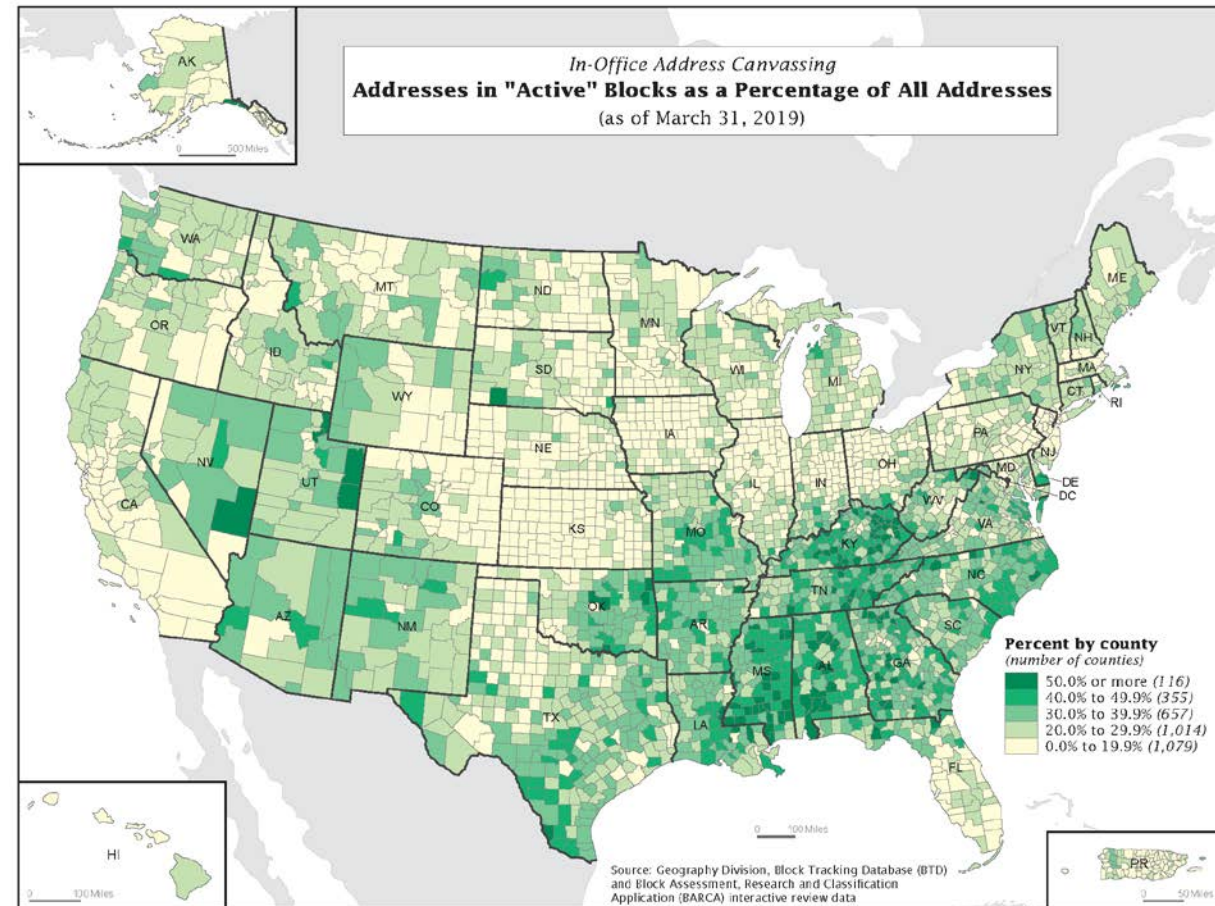 In-Office Address Canvassing
Addresses in "Active" Blocks as a Percentage of All Addresses
(as of March 31, 2019)
AK
0 500 Miles
WA
MT
ND
MN
ME
OR
ID
SD
WI
MI
VT
NH
NY
MA
CT
RI
WY
NE
IA
PA
NJ
NV
UT
CO
KS
IL
IN
OH
MD
DE
DC
CA
MO
WV
VA
KY
AZ
NM
OK
AR
TN
NC
SC
MS
AL
GA
TX
LA
FL
Percent by county
(number of counties)
50.0% or more (116)
40.0% to 49.9% (355)
30.0% to 39.9% (657)
20.0% to 29.9% (1,014)
0.0% to 19.9% (1,079)
HI
0 100 Miles
0 100 Miles
PR
0 50 Miles
Source: Geography Division, Block Tracking Database (BTD)
and Block Assessment, Research and Classification
Application (BARCA) interactive review data